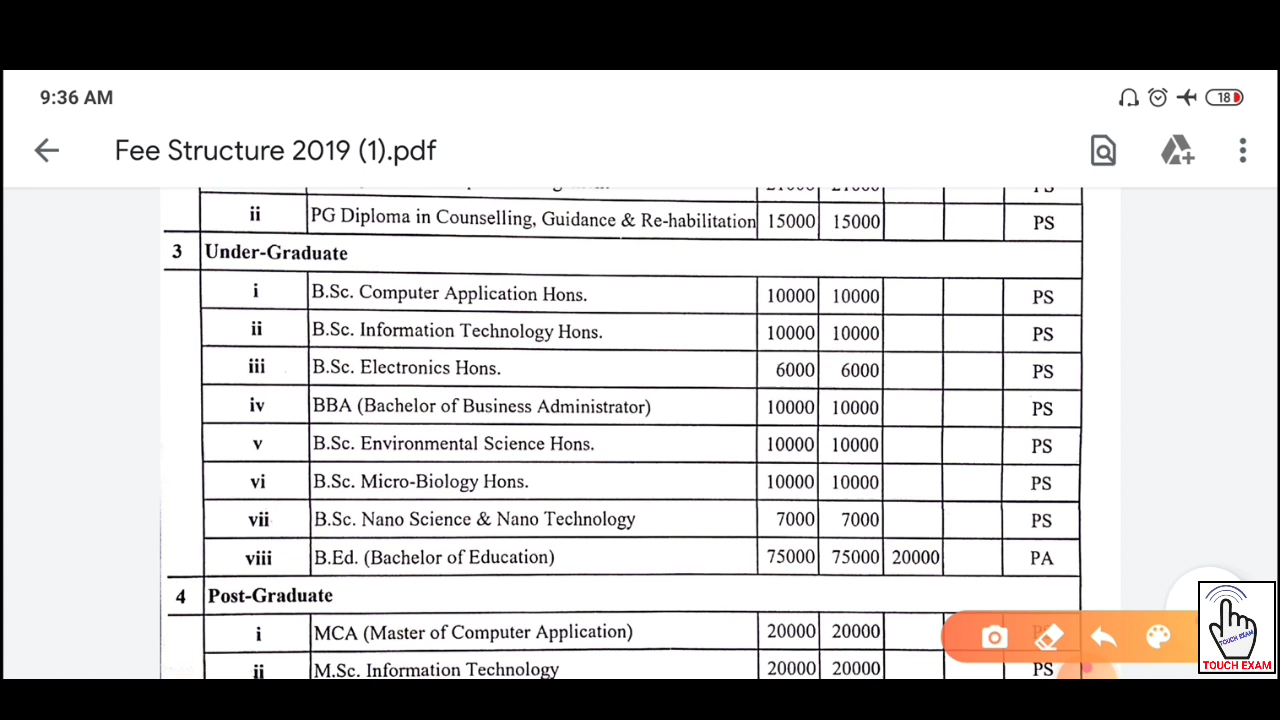 9:36 AM
18
Fee Structure 2019 (1).pdf
ii PG Diploma in Counselling, Guidance & Re-habilitation 15000 15000 PS
3 Under-Graduate
i B.Sc. Computer Application Hons. 10000 10000 PS
ii B.Sc. Information Technology Hons. 10000 10000 PS
iii B.Sc. Electronics Hons. 6000 6000 PS
iv BBA (Bachelor of Business Administrator) 10000 10000 PS
v B.Sc. Environmental Science Hons. 10000 10000 PS
vi B.Sc. Micro-Biology Hons. 10000 10000 PS
vii B.Sc. Nano Science & Nano Technology 7000 7000 PS
viii B.Ed. (Bachelor of Education) 75000 75000 20000 PA
4 Post-Graduate
i MCA (Master of Computer Application) 20000 20000
ii M.Sc. Information Technology 20000 20000 PS
TOUCH EXAM
TOUCH EXAM